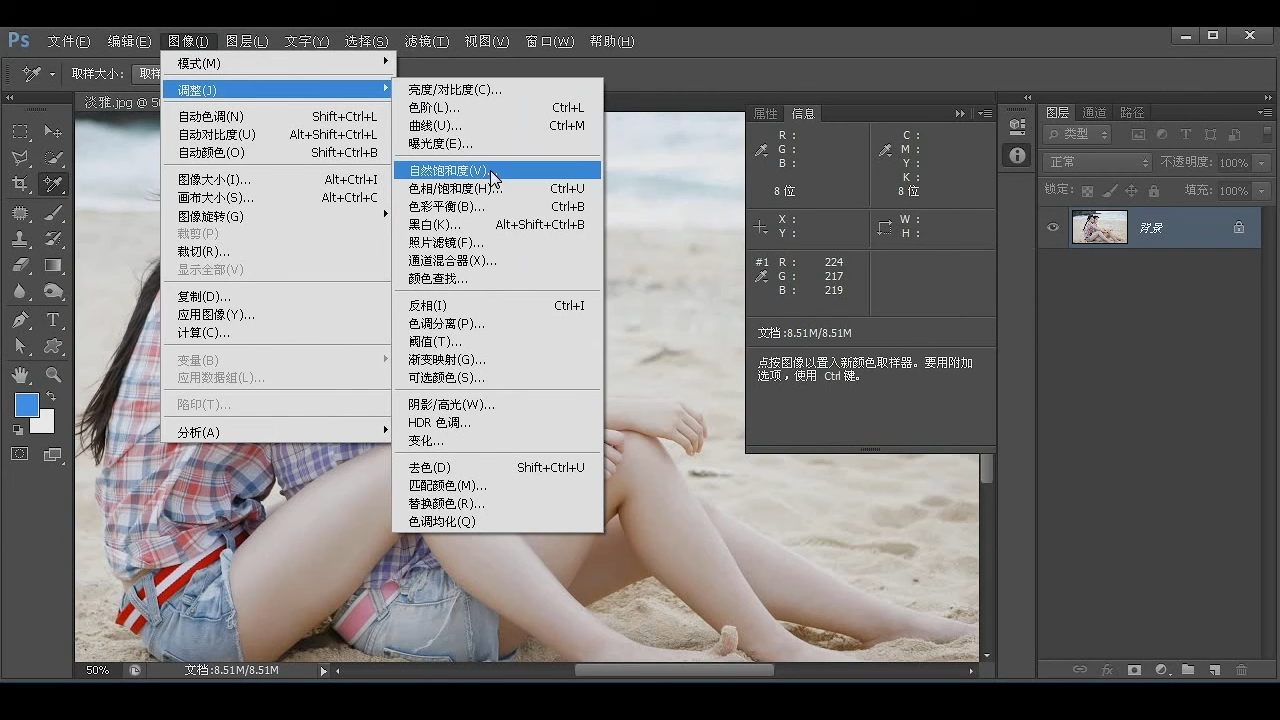 Ps 文件(F) 编辑(E) 图像(I) 图层(L) 文字(Y) 选择(S) 滤镜(T) 视图(V) 窗口(W) 帮助(H)
取样大小: 取样
淡雅.jpg @ 50
模式(M)
调整(J)
自动色调(N) Shift+Ctrl+L
自动对比度(U) Alt+Shift+Ctrl+L
自动颜色(O) Shift+Ctrl+B
图像大小(I)... Alt+Ctrl+I
画布大小(S)... Alt+Ctrl+C
图像旋转(G)
裁剪(P)
裁切(R)...
显示全部(V)
复制(D)...
应用图像(Y)...
计算(C)...
变量(B)
应用数据组(L)...
陷印(T)...
分析(A)
亮度/对比度(C)...
色阶(L)... Ctrl+L
曲线(U)... Ctrl+M
曝光度(E)...
自然饱和度(V)...
色相/饱和度(H)... Ctrl+U
色彩平衡(B)... Ctrl+B
黑白(K)... Alt+Shift+Ctrl+B
照片滤镜(F)...
通道混合器(X)...
颜色查找...
反相(I) Ctrl+I
色调分离(P)...
阈值(T)...
渐变映射(G)...
可选颜色(S)...
阴影/高光(W)...
HDR 色调...
变化...
去色(D) Shift+Ctrl+U
匹配颜色(M)...
替换颜色(R)...
色调均化(Q)
属性 信息
R : C :
G : M :
B : Y :
K :
8 位 8 位
X : W :
Y : H :
#1 R : 224
G : 217
B : 219
文档:8.51M/8.51M
点按图像以置入新颜色取样器。要用附加
选项，使用 Ctrl 键。
图层 通道 路径
类型
正常 不透明度: 100%
锁定: 填充: 100%
背景
fx
50% 文档:8.51M/8.51M